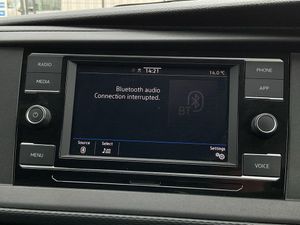 RADIO
MEDIA
MENU
14:21
14.0°C
Bluetooth audio
Connection interrupted.
BT
Source
Select
Settings
PHONE
APP
VOICE